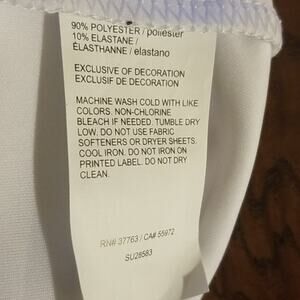 90% POLYESTER / poliéster
10% ELASTANE /
ÉLASTHANNE / elastano
EXCLUSIVE OF DECORATION
EXCLUSIF DE DECORATION
MACHINE WASH COLD WITH LIKE
COLORS. NON-CHLORINE
BLEACH IF NEEDED. TUMBLE DRY
LOW. DO NOT USE FABRIC
SOFTENERS OR DRYER SHEETS.
COOL IRON. DO NOT IRON ON
PRINTED LABEL. DO NOT DRY
CLEAN.
RN# 37763 / CA# 55972
SU28583